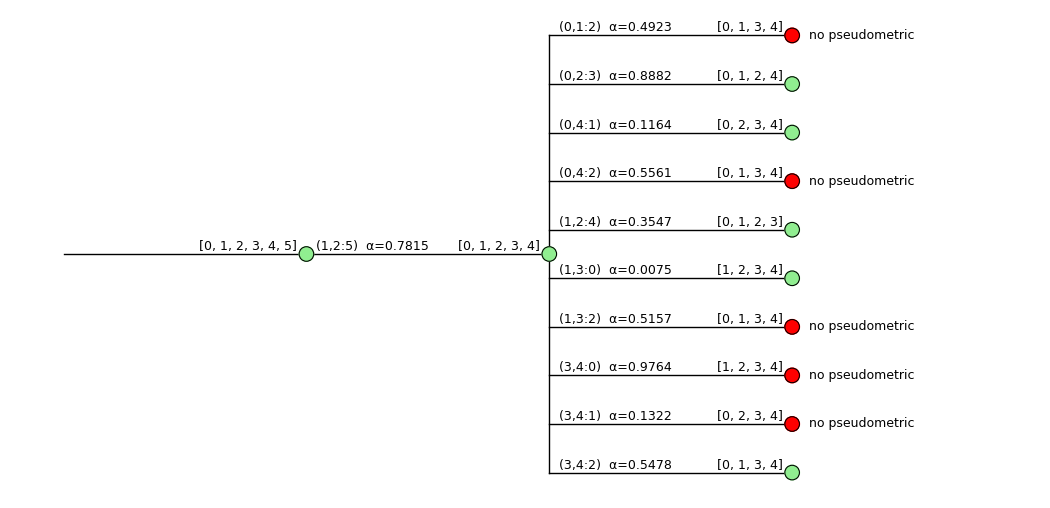 (0,1:2) α=0.4923 [0, 1, 3, 4] no pseudometric
(0,2:3) α=0.8882 [0, 1, 2, 4]
(0,4:1) α=0.1164 [0, 2, 3, 4]
(0,4:2) α=0.5561 [0, 1, 3, 4] no pseudometric
(1,2:4) α=0.3547 [0, 1, 2, 3]
[0, 1, 2, 3, 4, 5] (1,2:5) α=0.7815 [0, 1, 2, 3, 4]
(1,3:0) α=0.0075 [1, 2, 3, 4]
(1,3:2) α=0.5157 [0, 1, 3, 4] no pseudometric
(3,4:0) α=0.9764 [1, 2, 3, 4] no pseudometric
(3,4:1) α=0.1322 [0, 2, 3, 4] no pseudometric
(3,4:2) α=0.5478 [0, 1, 3, 4]